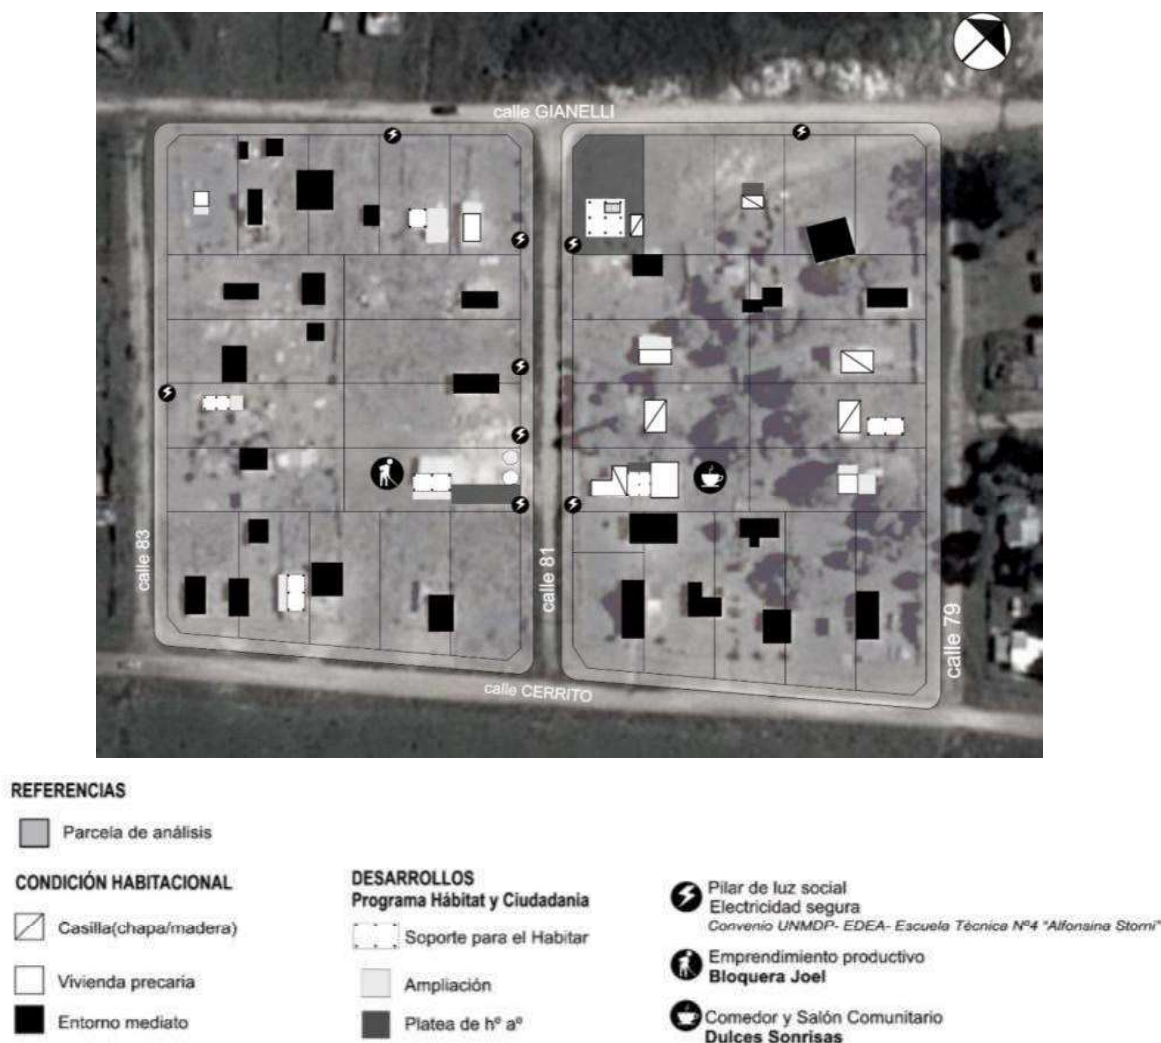 calle GIANELLI
calle 83
calle 81
calle 79
calle CERRITO
REFERENCIAS
Parcela de análisis
CONDICIÓN HABITACIONAL
Casilla(chapa/madera)
Vivienda precaria
Entorno mediato
DESARROLLOS
Programa Hábitat y Ciudadania
Soporte para el Habitar
Ampliación
Platea de hº aº
Pilar de luz social
Electricidad segura
Convenio UNMDP- EDEA- Escuela Técnica Nº4 "Alfonsina Storni"
Emprendimiento productivo
Bloquera Joel
Comedor y Salón Comunitario
Dulces Sonrisas